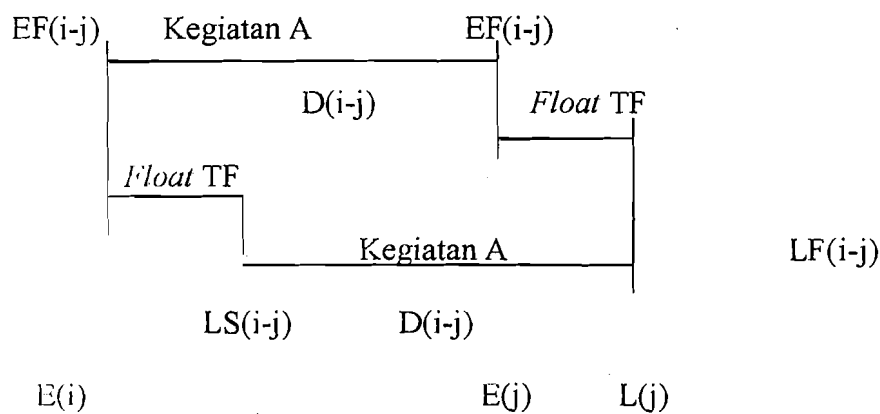 EF(i-j) Kegiatan A EF(i-j)
D(i-j) Float TF
Float TF
Kegiatan A LF(i-j)
LS(i-j) D(i-j)
E(i) E(j) L(j)